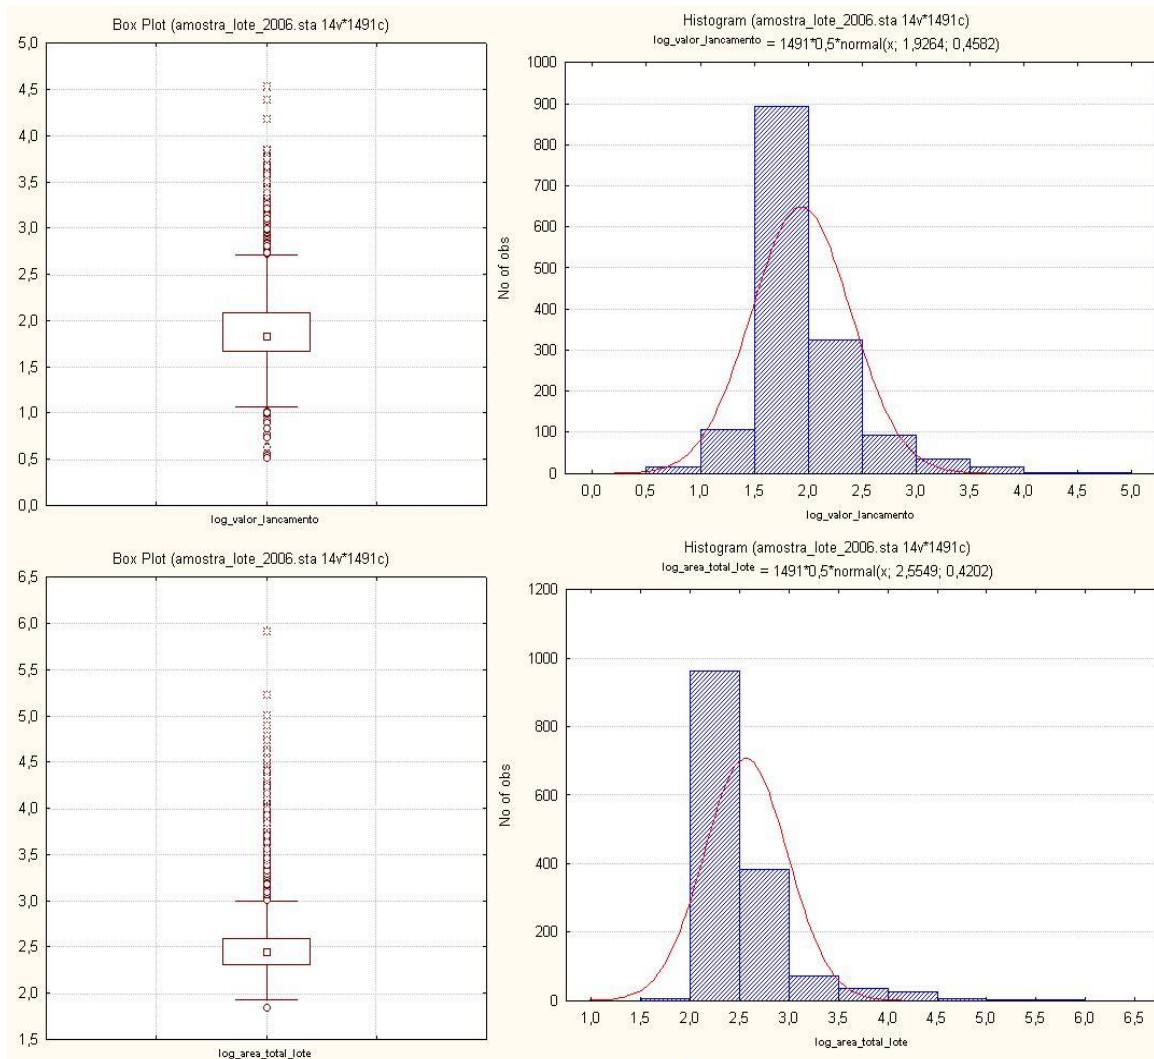 Box Plot (amostra_lote_2006.sta 14v*1491c)
5,0
4,5
4,0
3,5
3,0
2,5
2,0
1,5
1,0
0,5
0,0
log_valor_lancamento
Histogram (amostra_lote_2006.sta 14v*1491c)
log_valor_lancamento = 1491*0,5*normal(x; 1,9264; 0,4582)
No of obs
1000
900
800
700
600
500
400
300
200
100
0
0,0 0,5 1,0 1,5 2,0 2,5 3,0 3,5 4,0 4,5 5,0
log_valor_lancamento
Box Plot (amostra_lote_2006.sta 14v*1491c)
6,5
6,0
5,5
5,0
4,5
4,0
3,5
3,0
2,5
2,0
1,5
log_area_total_lote
Histogram (amostra_lote_2006.sta 14v*1491c)
log_area_total_lote = 1491*0,5*normal(x; 2,5549; 0,4202)
No of obs
1200
1000
800
600
400
200
0
1,0 1,5 2,0 2,5 3,0 3,5 4,0 4,5 5,0 5,5 6,0 6,5
log_area_total_lote